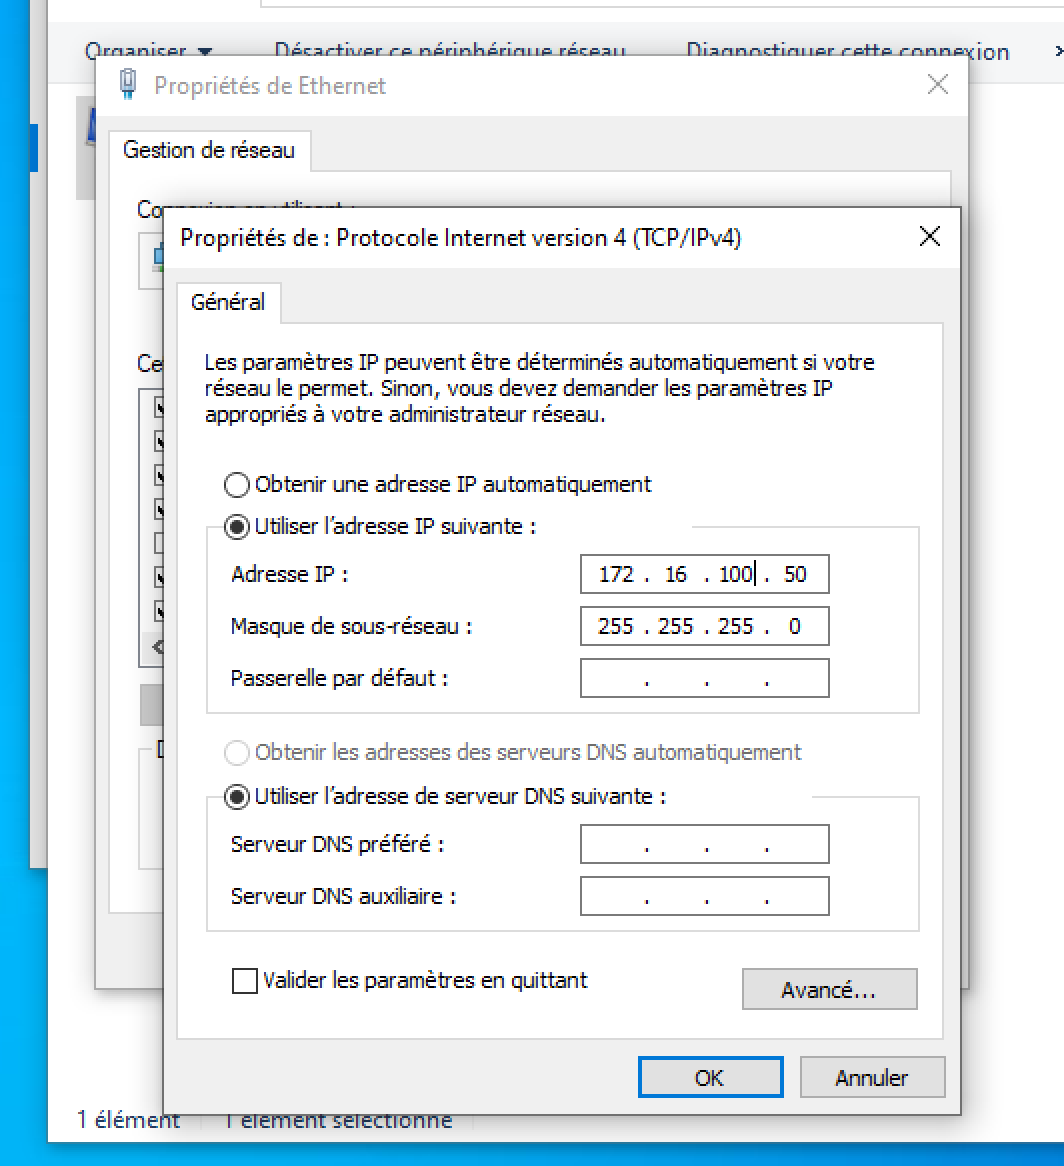 Organiser
Désactiver ce périphérique réseau
Diagnostiquer cette connexion
Propriétés de Ethernet
Gestion de réseau
Propriétés de : Protocole Internet version 4 (TCP/IPv4)
Général
Les paramètres IP peuvent être déterminés automatiquement si votre
réseau le permet. Sinon, vous devez demander les paramètres IP
appropriés à votre administrateur réseau.
Obtenir une adresse IP automatiquement
Utiliser l'adresse IP suivante :
Adresse IP : 172 . 16 . 100 . 50
Masque de sous-réseau : 255 . 255 . 255 . 0
Passerelle par défaut : . . .
Obtenir les adresses des serveurs DNS automatiquement
Utiliser l'adresse de serveur DNS suivante :
Serveur DNS préféré : . . .
Serveur DNS auxiliaire : . . .
Valider les paramètres en quittant
Avancé...
OK
Annuler
1 élément
1 élément sélectionné